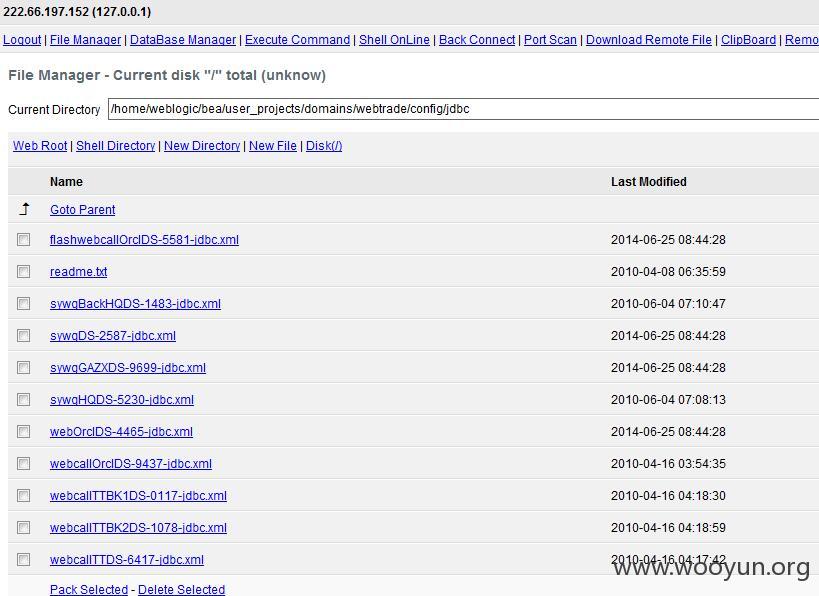 222.66.197.152 (127.0.0.1)
Logout | File Manager | DataBase Manager | Execute Command | Shell OnLine | Back Connect | Port Scan | Download Remote File | ClipBoard | Remo
File Manager - Current disk "/" total (unknow)
Current Directory /home/weblogic/bea/user_projects/domains/webtrade/config/jdbc
Web Root | Shell Directory | New Directory | New File | Disk(/)
Name Last Modified
Goto Parent
flashwebcallOrclDS-5581-jdbc.xml 2014-06-25 08:44:28
readme.txt 2010-04-08 06:35:59
sywgBackHQDS-1483-jdbc.xml 2010-06-04 07:10:47
sywgDS-2587-jdbc.xml 2014-06-25 08:44:28
sywgGAZXDS-9699-jdbc.xml 2014-06-25 08:44:28
sywgHQDS-5230-jdbc.xml 2010-06-04 07:08:13
webOrclDS-4465-jdbc.xml 2014-06-25 08:44:28
webcallOrclDS-9437-jdbc.xml 2010-04-16 03:54:35
webcallTTBK1DS-0117-jdbc.xml 2010-04-16 04:18:30
webcallTTBK2DS-1078-jdbc.xml 2010-04-16 04:18:59
webcallTTDS-6417-jdbc.xml 2010-04-16 04:17:42
www.wooyun.org
Pack Selected - Delete Selected